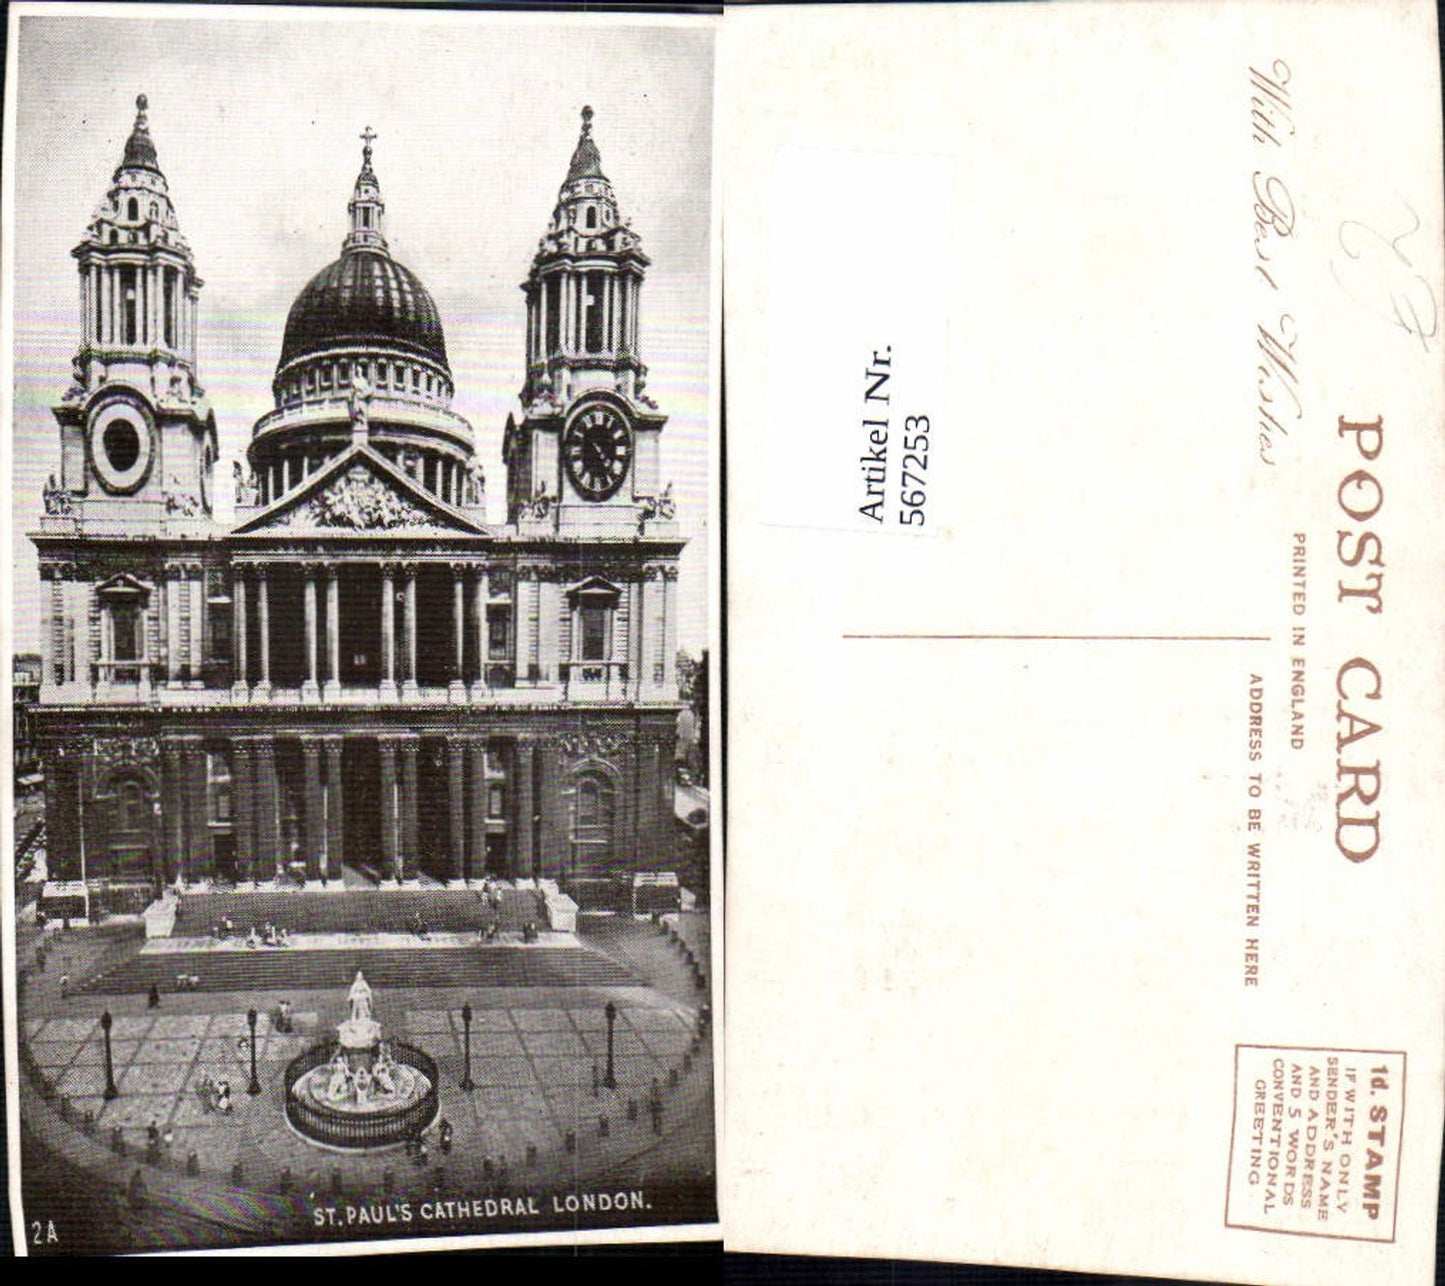 ST. PAUL'S CATHEDRAL LONDON.
2A
Artikel Nr.
567253
With Best Wishes
POST CARD
PRINTED IN ENGLAND
ADDRESS TO BE WRITTEN HERE
1d. STAMP
IF WITH ONLY
SENDER'S NAME
AND ADDRESS
AND 5 WORDS
CONVENTIONAL
GREETING